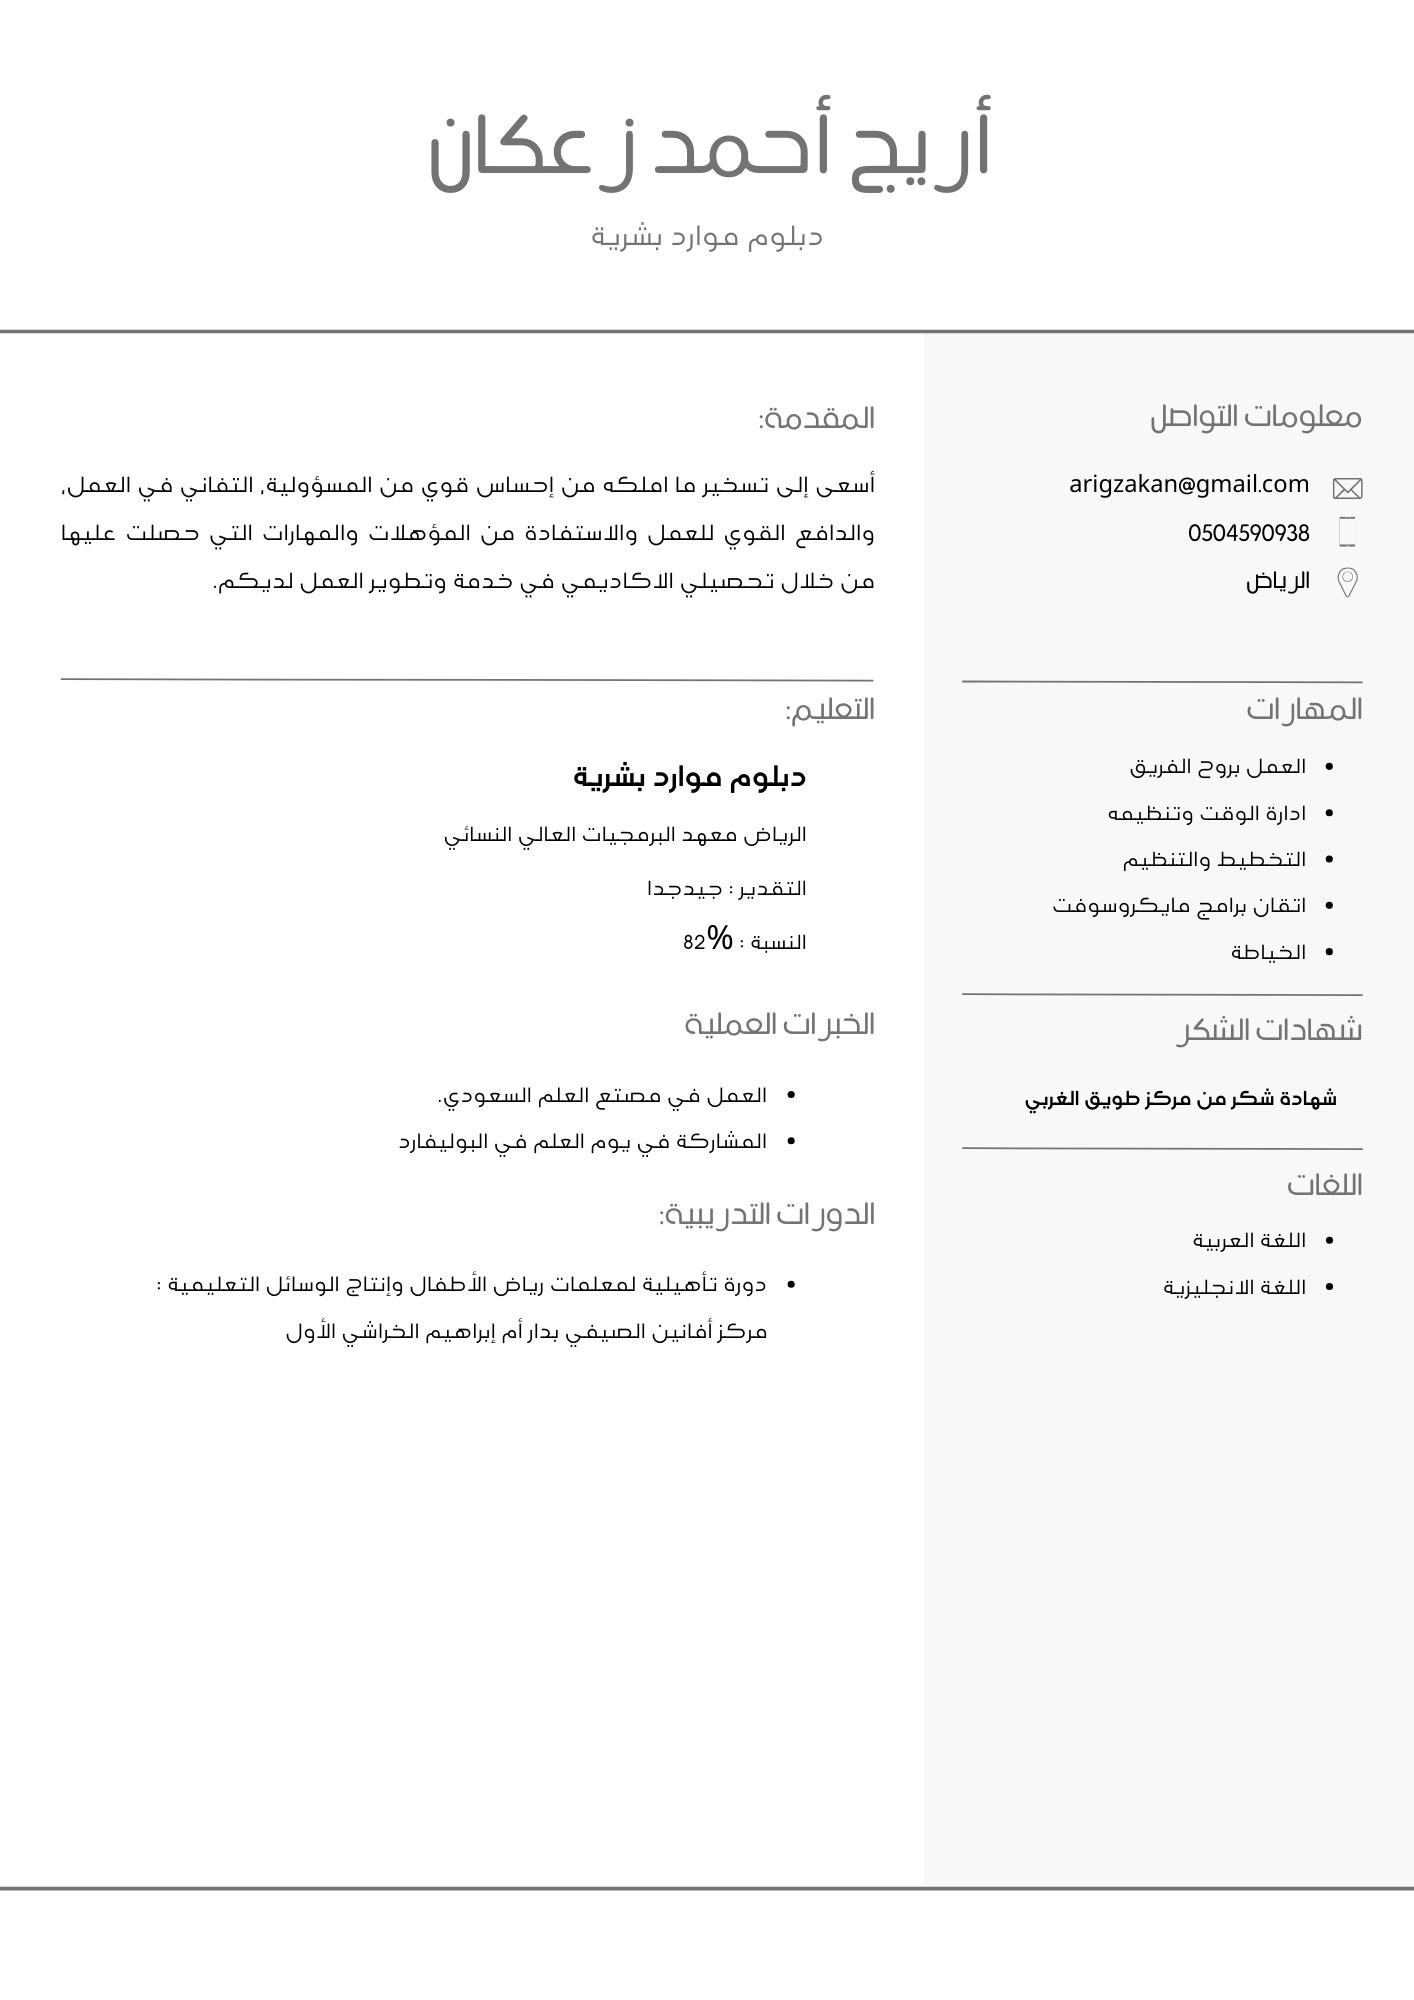 أريج أحمد زعكان
دبلوم موارد بشرية
معلومات التواصل
arigzakan@gmail.com
0504590938
الرياض
المهارات
• العمل بروح الفريق
• ادارة الوقت وتنظيمه
• التخطيط والتنظيم
• اتقان برامج مايكروسوفت
• الخياطة
شهادات الشكر
شهادة شكر من مركز طويق الغربي
اللغات
• اللغة العربية
• اللغة الانجليزية
المقدمة:
أسعى إلى تسخير ما املكه من إحساس قوي من المسؤولية, التفاني في العمل,
والدافع القوي للعمل والاستفادة من المؤهلات والمهارات التي حصلت عليها
من خلال تحصيلي الاكاديمي في خدمة وتطوير العمل لديكم.
التعليم:
دبلوم موارد بشرية
الرياض معهد البرمجيات العالي النسائي
التقدير : جيدجدا
النسبة : %82
الخبرات العملية
• العمل في مصنع العلم السعودي.
• المشاركة في يوم العلم في البوليفارد
الدورات التدريبية:
• دورة تأهيلية لمعلمات رياض الأطفال وإنتاج الوسائل التعليمية :
مركز أفانين الصيفي بدار أم إبراهيم الخراشي الأول